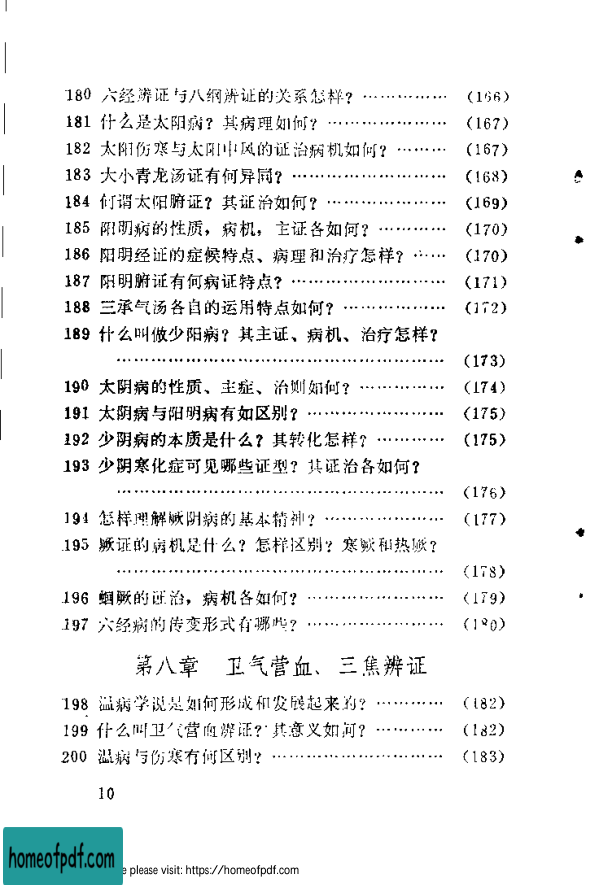 180 六经辨证与八纲辨证的关系怎样？ …………… (166)
181 什么是太阳病？其病理如何？ ………………… (167)
182 太阳伤寒与太阳中风的证治病机如何？ ……… (167)
183 大小青龙汤证有何异同？ ……………………… (168)
184 何谓太阳腑证？其证治如何？ ………………… (169)
185 阳明病的性质，病机，主证各如何？ ………… (170)
186 阳明经证的症候特点、病理和治疗怎样？ …… (170)
187 阳明腑证有何病证特点？ ……………………… (171)
188 三承气汤各自的运用特点如何？ ……………… (172)
189 什么叫做少阳病？其主证、病机、治疗怎样？
………………………………………………… (173)
190 太阴病的性质、主症、治则如何？ …………… (174)
191 太阴病与阳明病有如区别？ …………………… (175)
192 少阴病的本质是什么？其转化怎样？ ………… (175)
193 少阴寒化症可见哪些证型？其证治各如何？
………………………………………………… (176)
194 怎样理解厥阴病的基本精神？ ………………… (177)
195 厥证的病机是什么？怎样区别？寒厥和热厥？
………………………………………………… (178)
196 蛔厥的证治，病机各如何？ …………………… (179)
197 六经病的传变形式有哪些？ …………………… (180)
第八章 卫气营血、三焦辨证
198 温病学说是如何形成和发展起来的？ ………… (182)
199 什么叫卫气营血辨证？其意义如何？ ………… (182)
200 温病与伤寒有何区别？ ………………………… (183)
10
homeofpdf.com
e please visit: https://homeofpdf.com